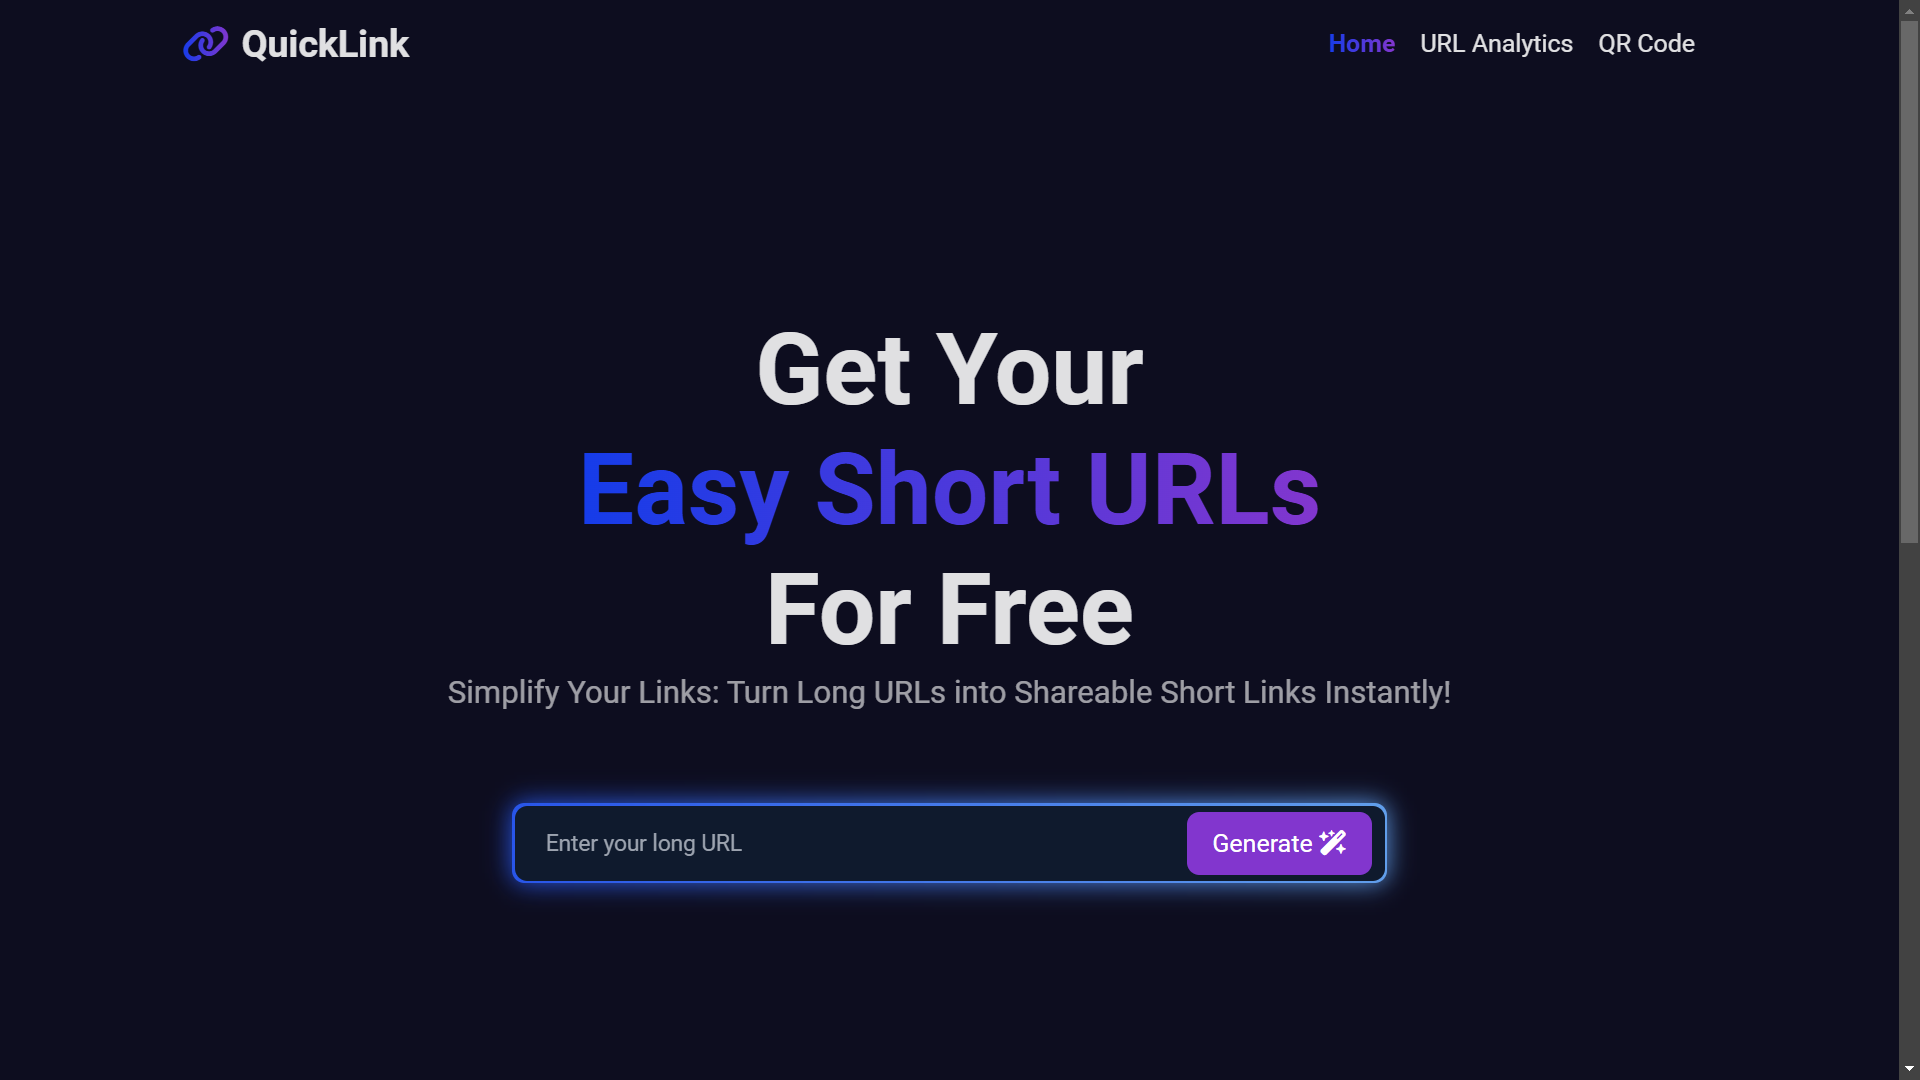 QuickLink
Home URL Analytics QR Code
Get Your
Easy Short URLs
For Free
Simplify Your Links: Turn Long URLs into Shareable Short Links Instantly!
Enter your long URL
Generate